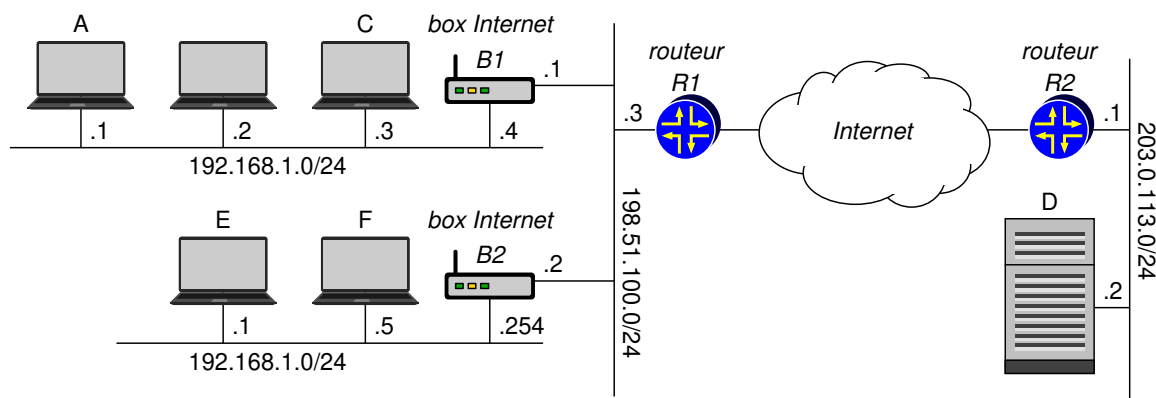 A
C
box Internet
B1
.1
routeur
R1
routeur
R2
.3
Internet
.1
.1
.2
.3
.4
192.168.1.0/24
E
F
box Internet
B2
.2
198.51.100.0/24
D
203.0.113.0/24
.2
.1
.5
.254
192.168.1.0/24